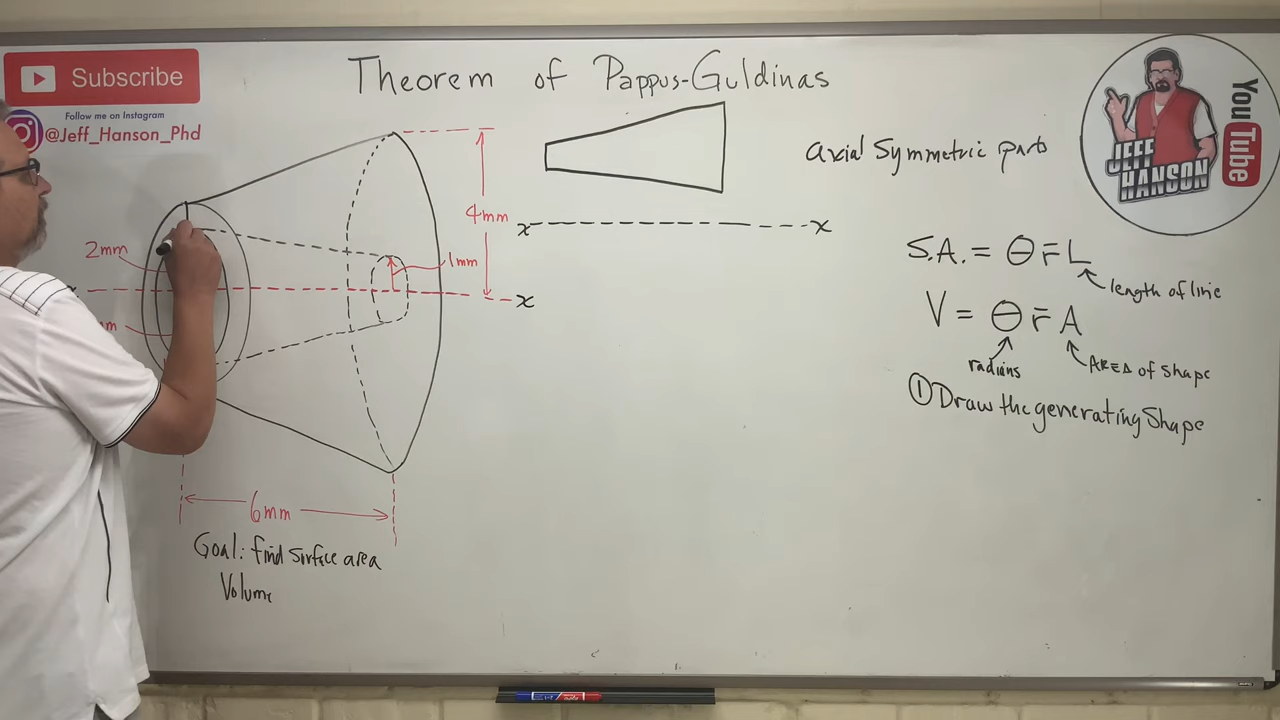 Theorem of Pappus-Guldinas
Subscribe
Follow me on Instagram
@Jeff_Hanson_Phd
axial Symmetric parts
JEFF
HANSON
YouTube
4mm
1mm
2mm
x
x
x
S.A. = θ r̄ L
length of line
V = θ r̄ A
radians
AREA of Shape
① Draw the generating Shape
6mm
Goal: find surface area
Volume